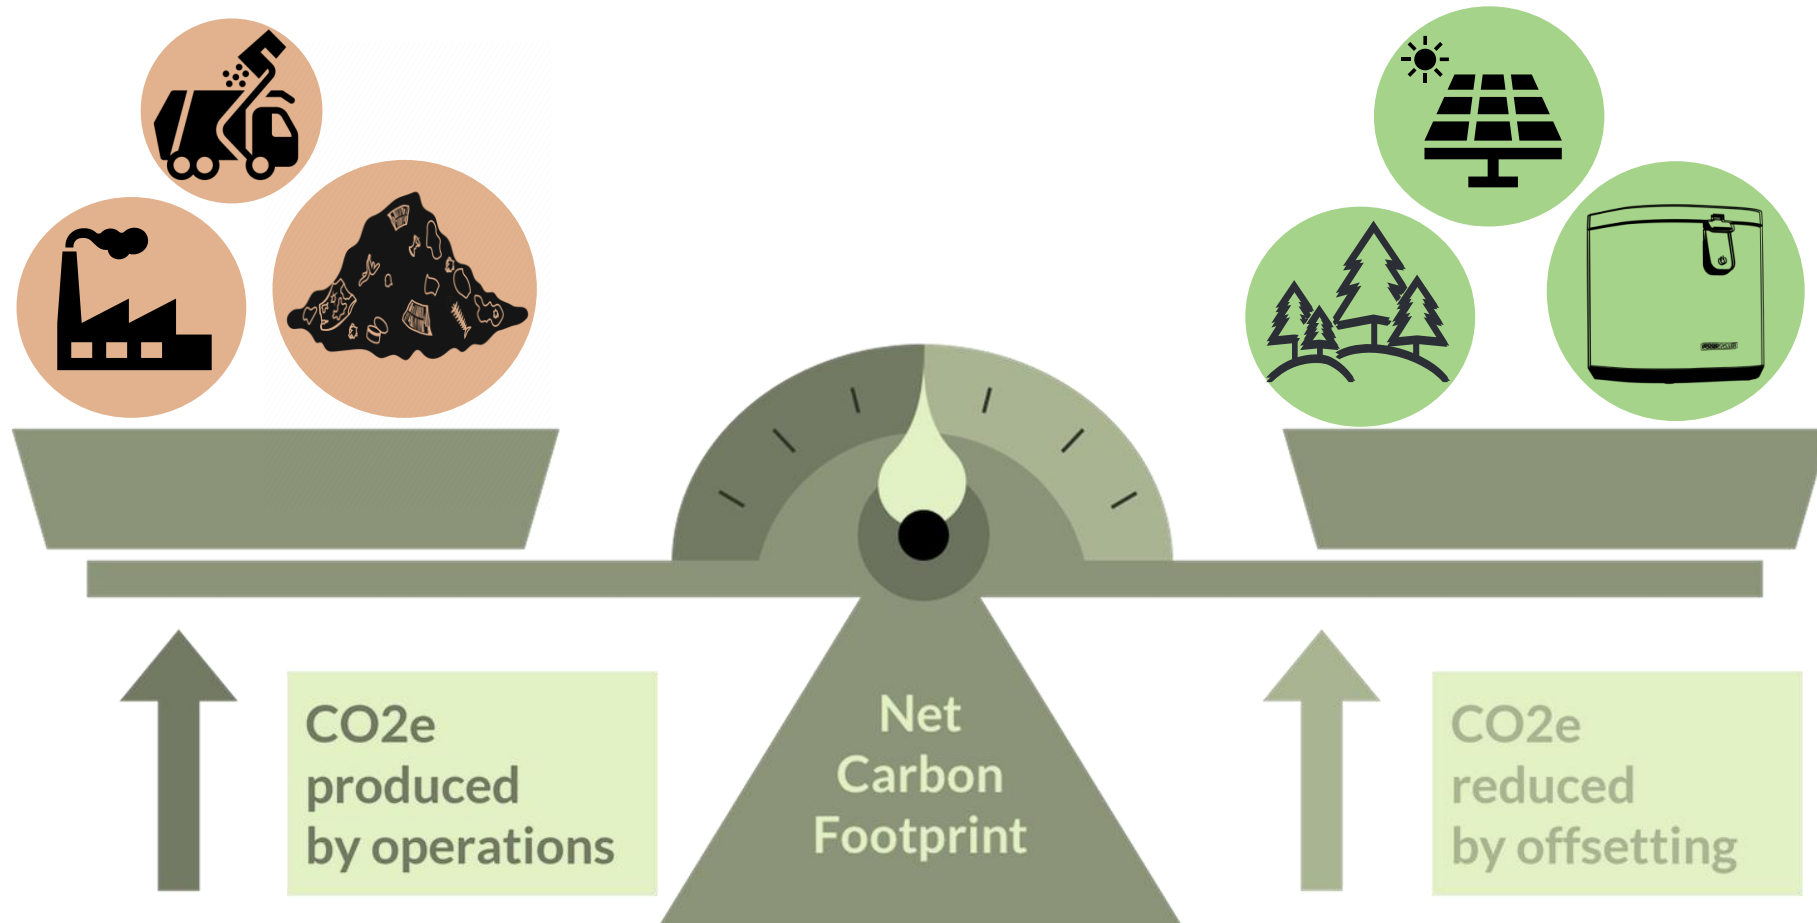 CO2e
produced
by operations
Net
Carbon
Footprint
CO2e
reduced
by offsetting